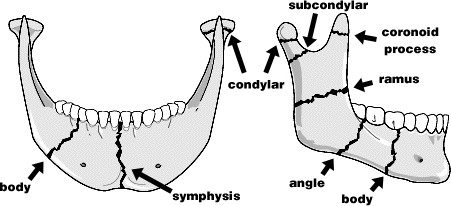 subcondylar
coronoid
process
condylar
ramus
body
symphysis
angle
body